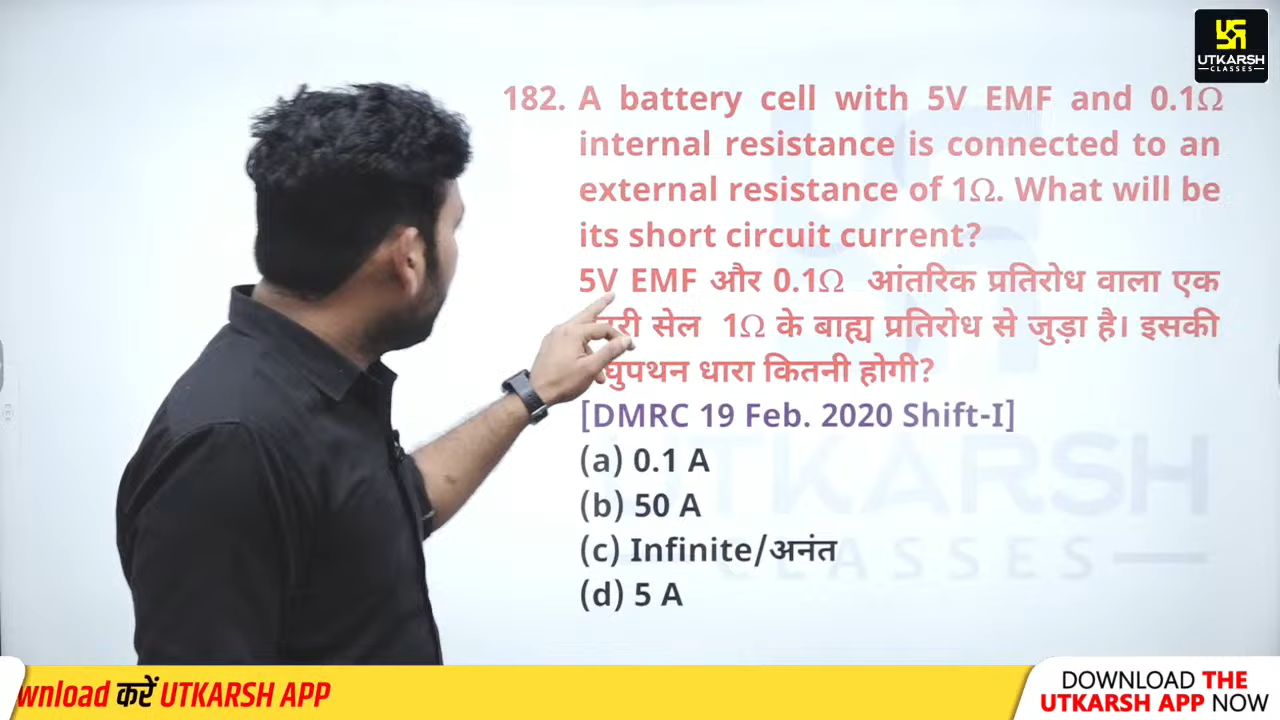 UTKARSH
CLASSES
182. A battery cell with 5V EMF and 0.1Ω
internal resistance is connected to an
external resistance of 1Ω. What will be
its short circuit current?
5V EMF और 0.1Ω आंतरिक प्रतिरोध वाला एक
सेल 1Ω के बाह्य प्रतिरोध से जुड़ा है। इसकी
धारा कितनी होगी?
[DMRC 19 Feb. 2020 Shift-I]
(a) 0.1 A
(b) 50 A
(c) Infinite/अनंत
(d) 5 A
UTKARSH
CLASSES
wnload करें UTKARSH APP
DOWNLOAD THE
UTKARSH APP NOW